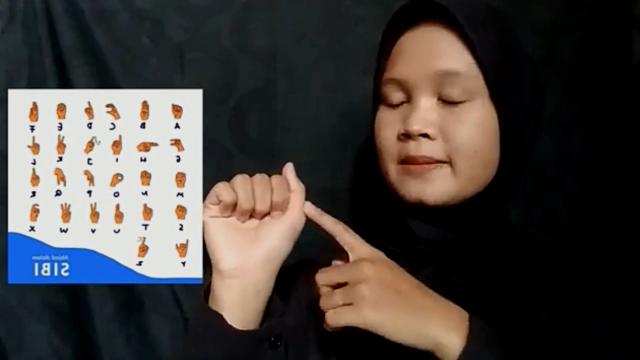 A B C D E F
G H I J K L
M N O P Q R
S T U V W X
Y Z
Abjad dalam
SIBI